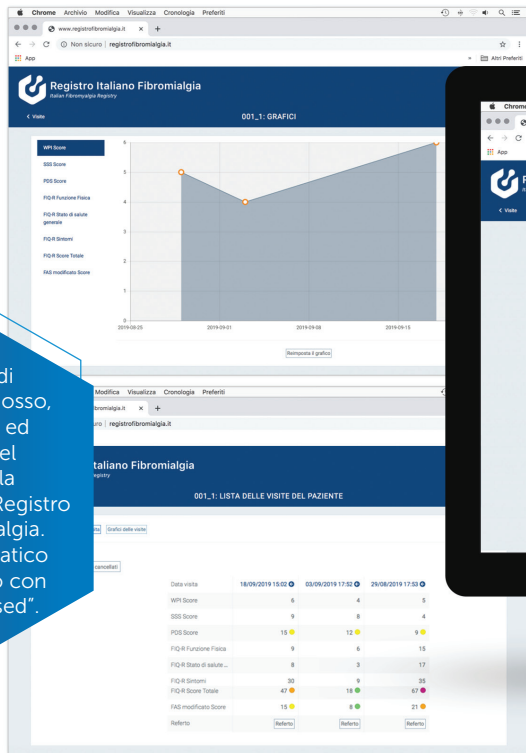 Chrome Archivio Modifica Visualizza Cronologia Preferiti
www.registrofibromialgia.it × +
Non sicuro | registrofibromialgia.it
App
» Altri Preferiti
Registro Italiano Fibromialgia
Italian Fibromyalgia Registry
< Visite
001_1: GRAFICI
WPI Score
SSS Score
PDS Score
FIQ-R Funzione Fisica
FIQ-R Stato di salute
generale
FIQ-R Sintomi
FIQ-R Score Totale
FAS modificato Score
6
5
4
3
2
1
0
2019-08-25 2019-09-01 2019-09-08 2019-09-15
Reimposta il grafico
Chrome
App
< Visite
di
osso,
ed
el
la
Registro
algia.
atico
o con
sed".
Modifica Visualizza Cronologia Preferiti
ibromialgia.it × +
uro | registrofibromialgia.it
taliano Fibromialgia
egistry
001_1: LISTA DELLE VISITE DEL PAZIENTE
Grafici delle visite
cancellati
Data visita 18/09/2019 15:02 03/09/2019 17:52 29/08/2019 17:53
WPI Score 6 4 5
SSS Score 9 8 4
PDS Score 15 12 9
FIQ-R Funzione Fisica 9 6 15
FIQ-R Stato di salute ... 8 3 17
FIQ-R Sintomi 30 9 35
FIQ-R Score Totale 47 18 67
FAS modificato Score 15 6 21
Referto Referto Referto Referto